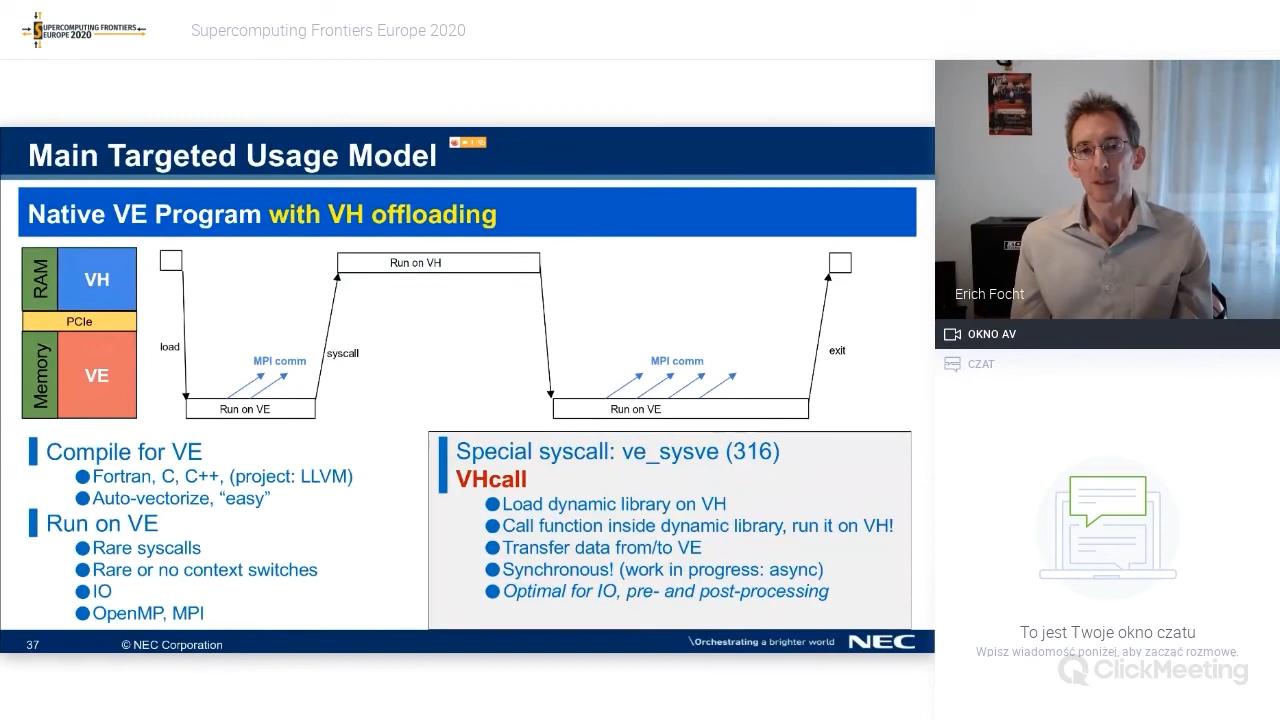 SUPERCOMPUTING FRONTIERS
EUROPE 2020
Supercomputing Frontiers Europe 2020
Main Targeted Usage Model
Native VE Program with VH offloading
RAM
VH
PCIe
Memory
VE
load
Run on VE
MPI comm
syscall
Run on VH
MPI comm
Run on VE
exit
Compile for VE
●Fortran, C, C++, (project: LLVM)
●Auto-vectorize, “easy”
Run on VE
●Rare syscalls
●Rare or no context switches
●IO
●OpenMP, MPI
Special syscall: ve_sysve (316)
VHcall
●Load dynamic library on VH
●Call function inside dynamic library, run it on VH!
●Transfer data from/to VE
●Synchronous! (work in progress: async)
●Optimal for IO, pre- and post-processing
37
© NEC Corporation
\Orchestrating a brighter world
NEC
Erich Focht
OKNO AV
CZAT
To jest Twoje okno czatu
Wpisz wiadomość poniżej, aby zacząć rozmowę.
ClickMeeting